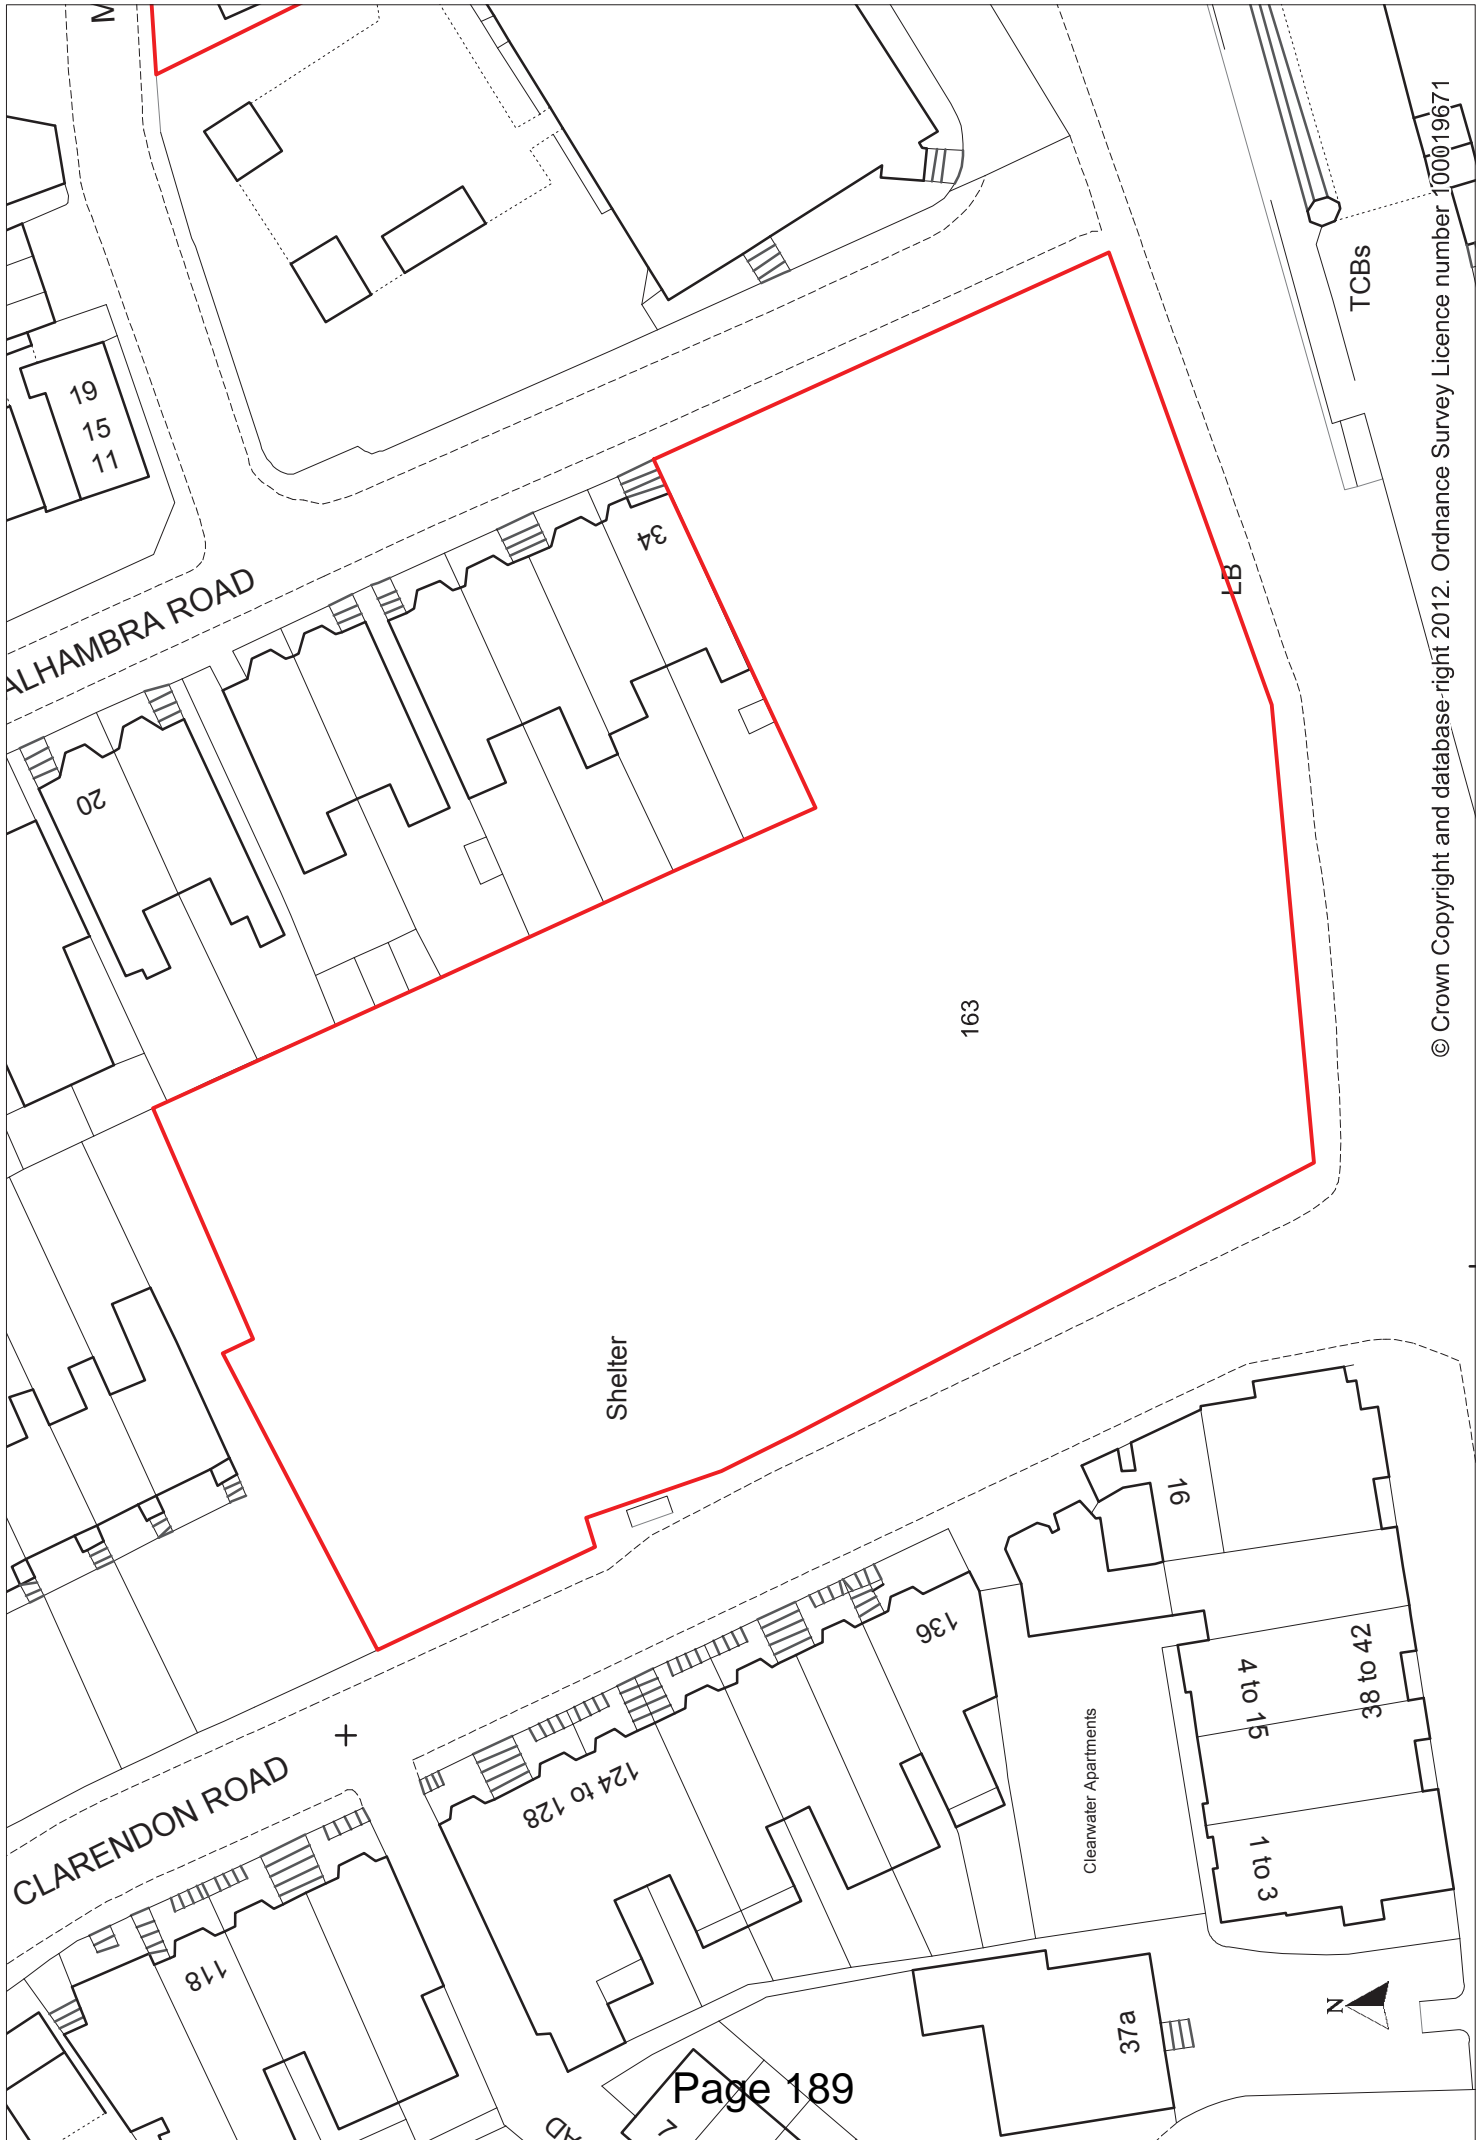 19
15
11
ALHAMBRA ROAD
34
20
TCBs
LB
© Crown Copyright and database-right 2012. Ordnance Survey Licence number 100019671
163
Shelter
16
136
4 to 15
38 to 42
Clearwater Apartments
124 to 128
CLARENDON ROAD
1 to 3
118
N
37a
Page 189
7